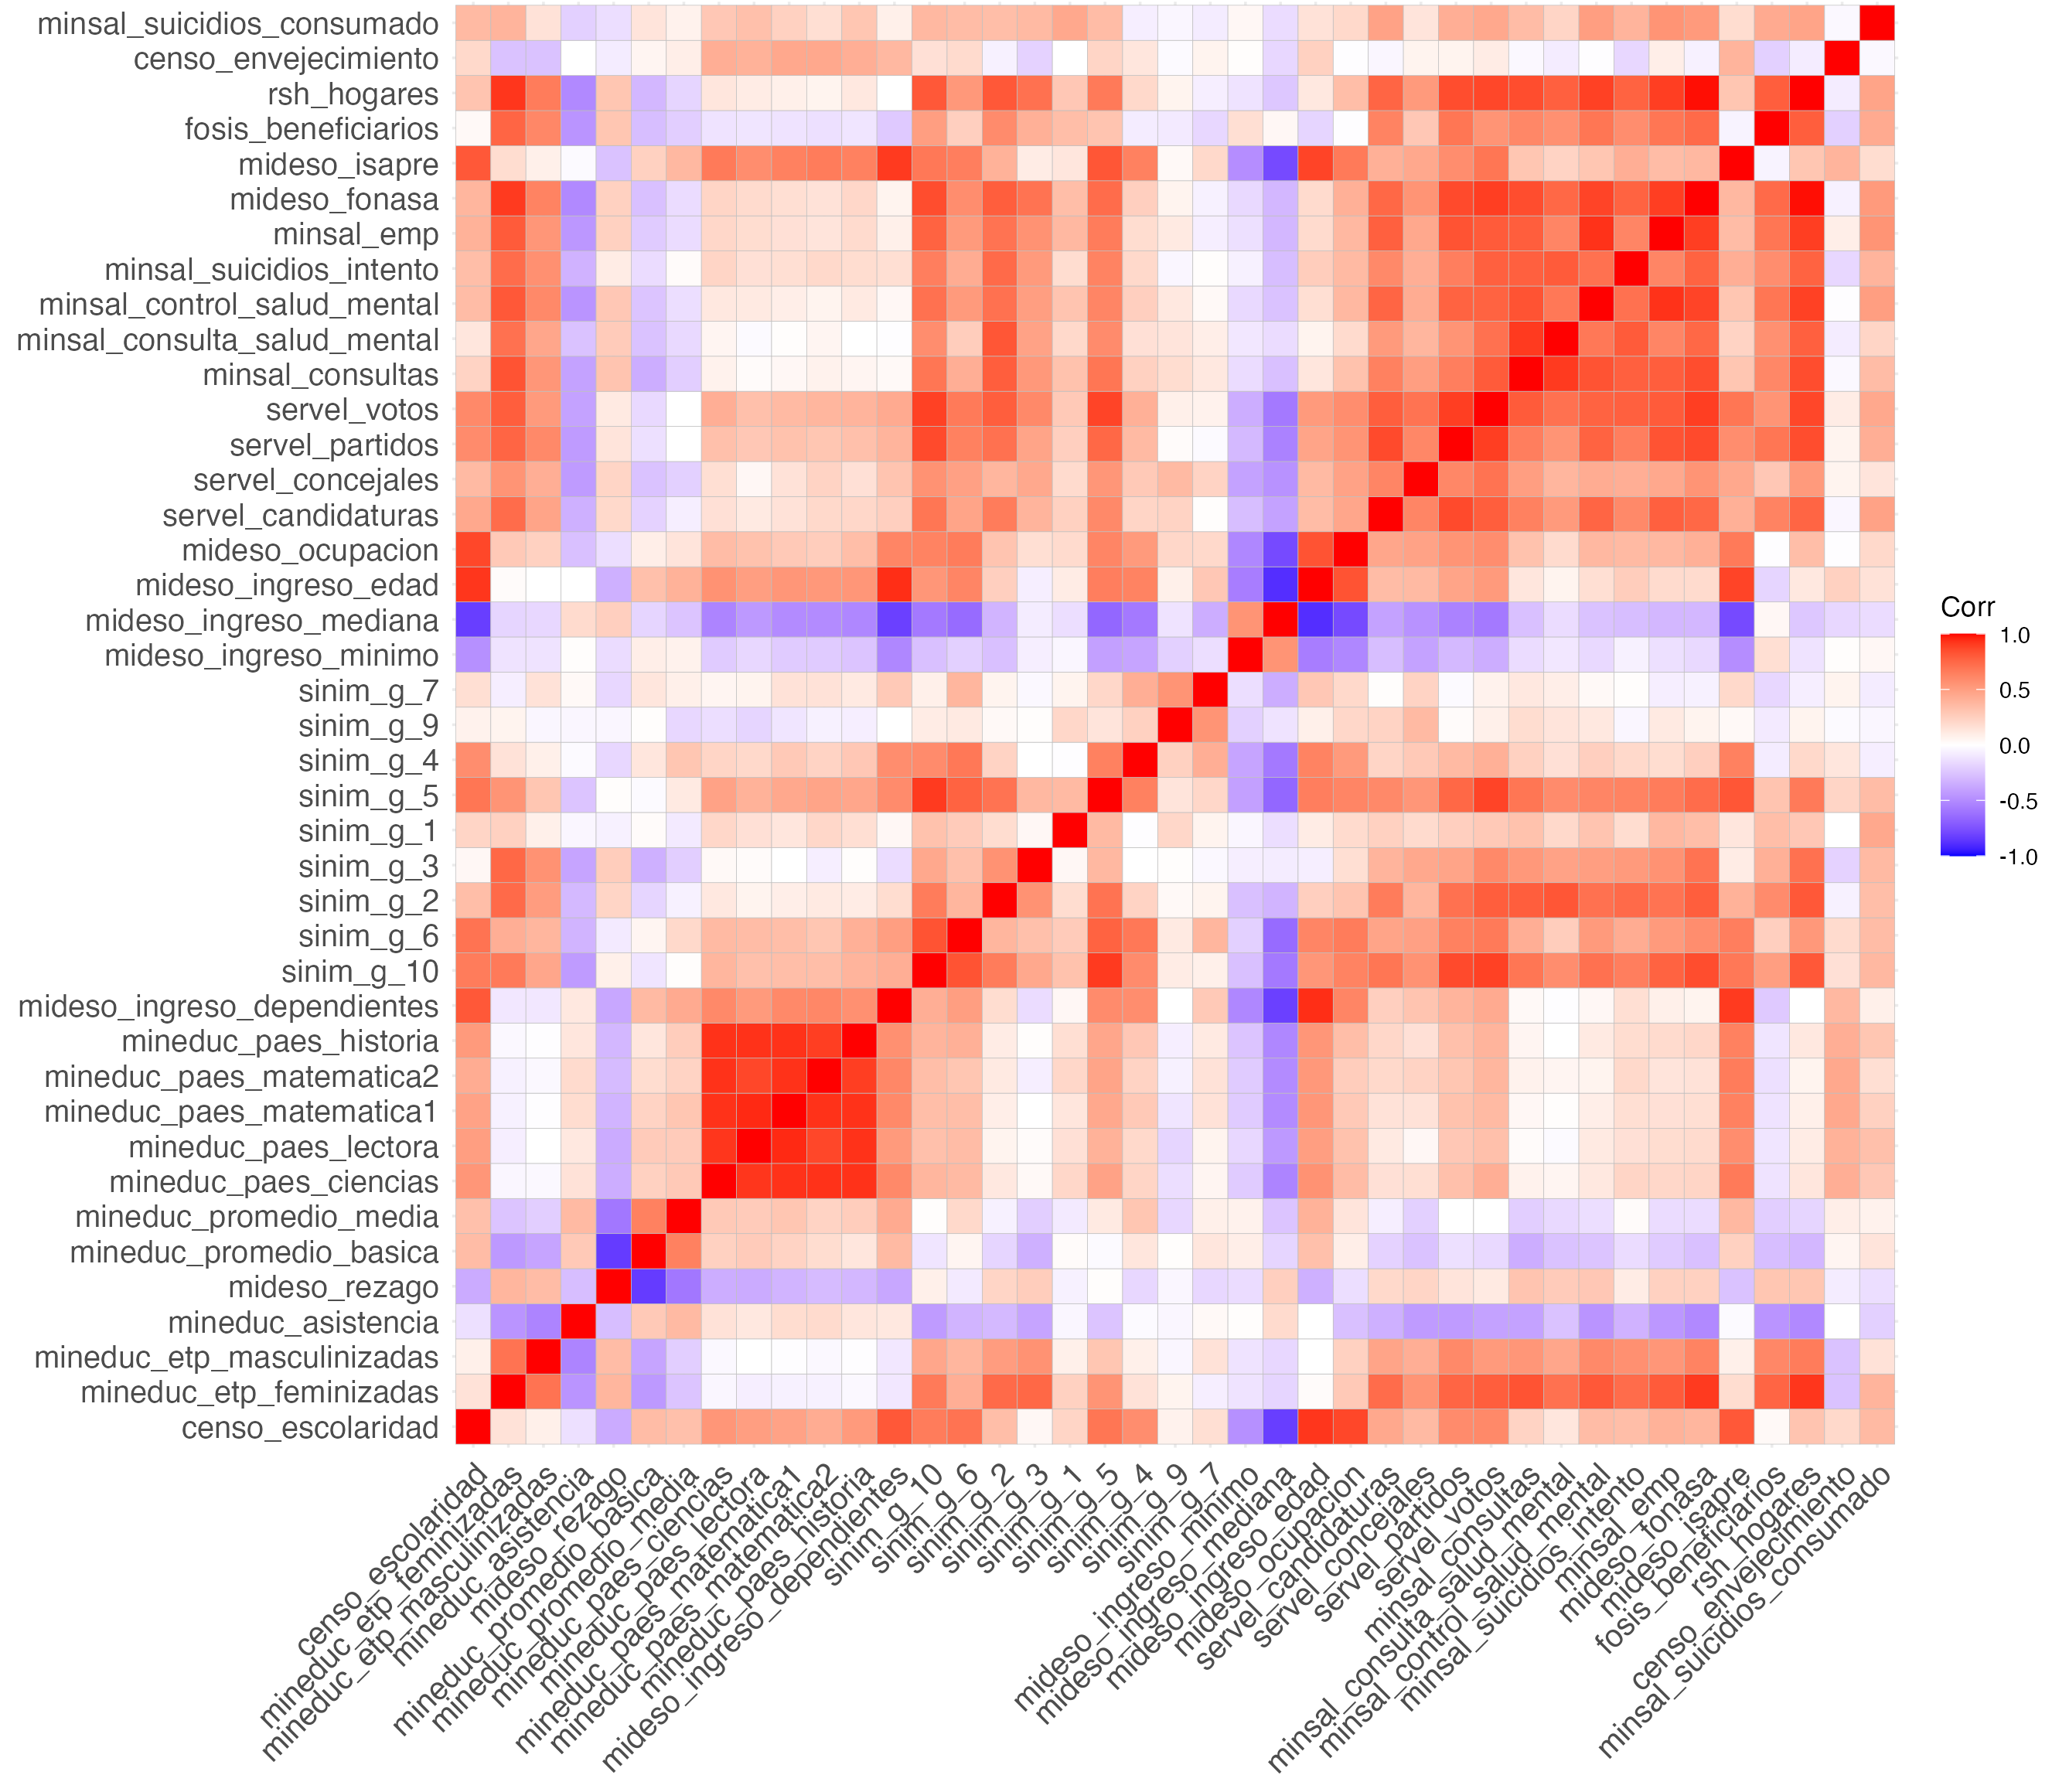 minsal_suicidios_consumado
censo_envejecimiento
rsh_hogares
fosis_beneficiarios
mideso_isapre
mideso_fonasa
minsal_emp
minsal_suicidios_intento
minsal_control_salud_mental
minsal_consulta_salud_mental
minsal_consultas
servel_votos
servel_partidos
servel_concejales
servel_candidaturas
mideso_ocupacion
mideso_ingreso_edad
mideso_ingreso_mediana
mideso_ingreso_minimo
sinim_g_7
sinim_g_9
sinim_g_4
sinim_g_5
sinim_g_1
sinim_g_3
sinim_g_2
sinim_g_6
sinim_g_10
mideso_ingreso_dependientes
mineduc_paes_historia
mineduc_paes_matematica2
mineduc_paes_matematica1
mineduc_paes_lectora
mineduc_paes_ciencias
mineduc_promedio_media
mineduc_promedio_basica
mideso_rezago
mineduc_asistencia
mineduc_etp_masculinizadas
mineduc_etp_feminizadas
censo_escolaridad
censo_escolaridad
mineduc_etp_feminizadas
mineduc_etp_masculinizadas
mineduc_asistencia
mideso_rezago
mineduc_promedio_basica
mineduc_promedio_media
mineduc_paes_ciencias
mineduc_paes_lectora
mineduc_paes_matematica1
mineduc_paes_matematica2
mineduc_paes_historia
mideso_ingreso_dependientes
sinim_g_10
sinim_g_6
sinim_g_2
sinim_g_3
sinim_g_1
sinim_g_5
sinim_g_4
sinim_g_9
sinim_g_7
mideso_ingreso_minimo
mideso_ingreso_mediana
mideso_ingreso_edad
mideso_ocupacion
servel_candidaturas
servel_concejales
servel_partidos
servel_votos
minsal_consultas
minsal_consulta_salud_mental
minsal_control_salud_mental
minsal_suicidios_intento
minsal_emp
mideso_fonasa
mideso_isapre
fosis_beneficiarios
rsh_hogares
censo_envejecimiento
minsal_suicidios_consumado
Corr
1.0
0.5
0.0
-0.5
-1.0